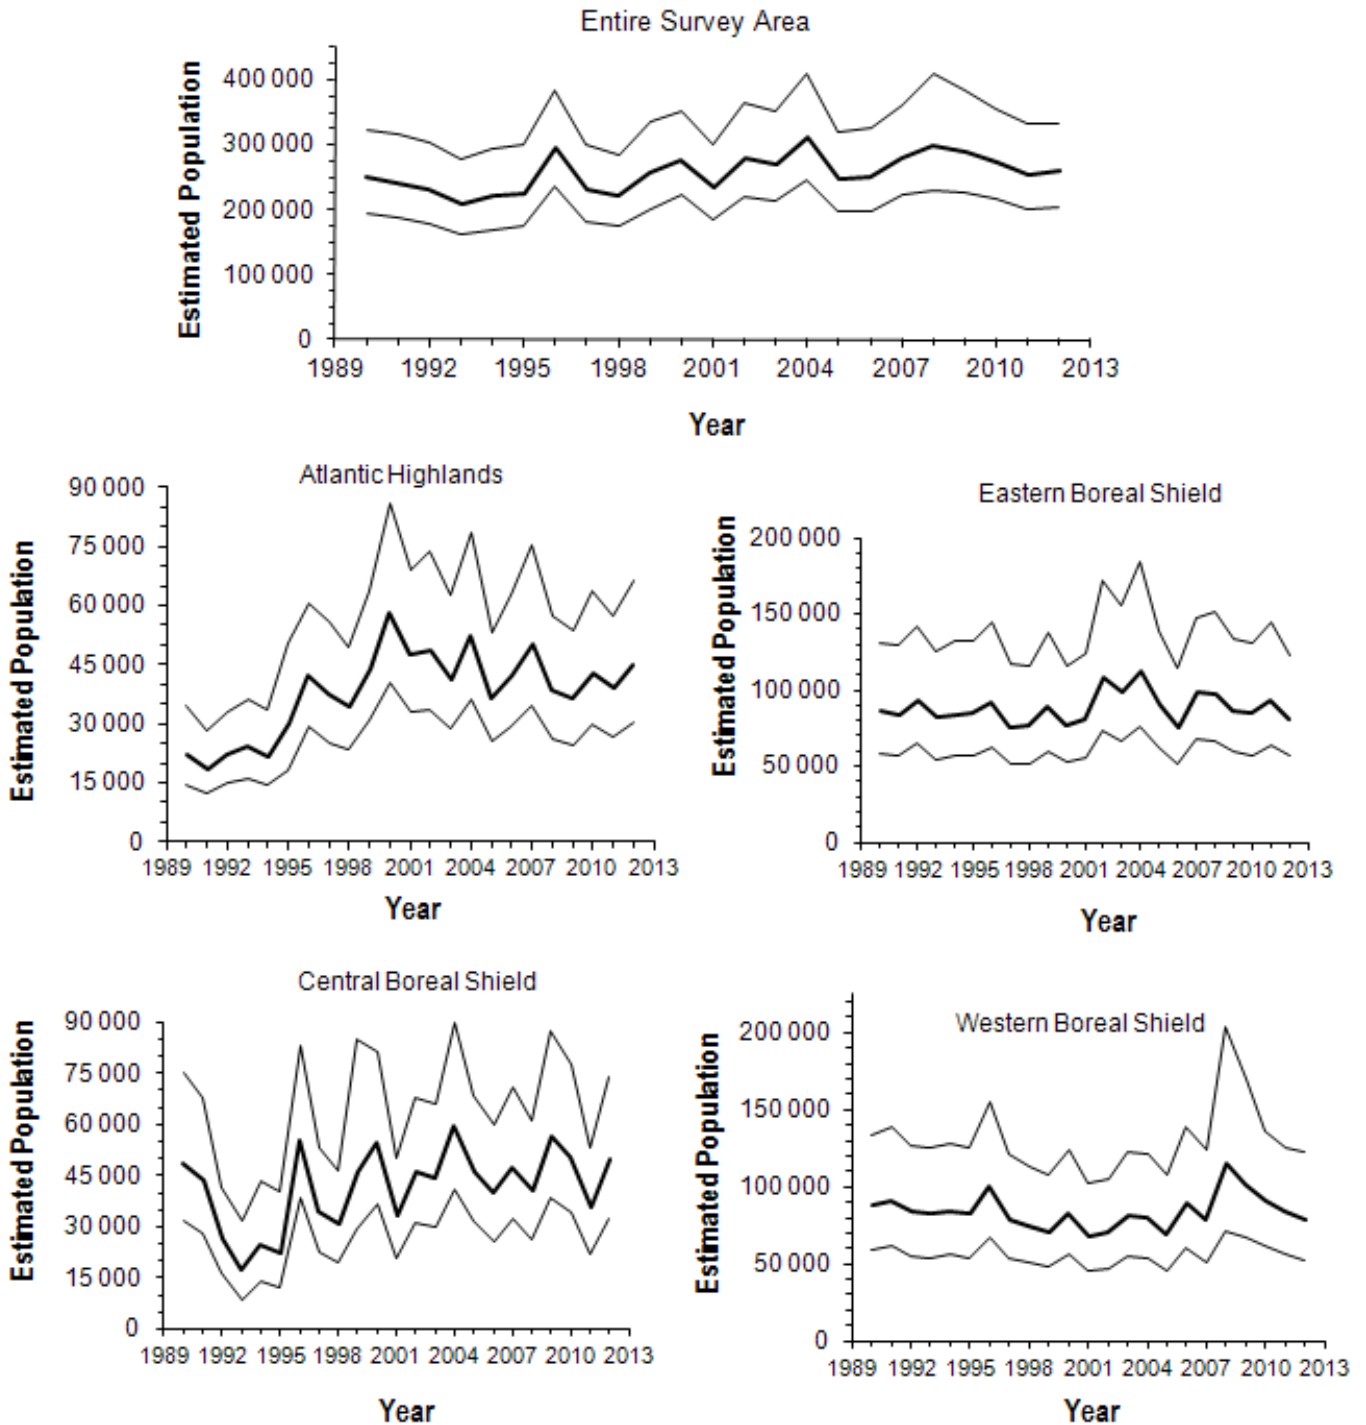 Entire Survey Area
Estimated Population
400 000
300 000
200 000
100 000
0
1989 1992 1995 1998 2001 2004 2007 2010 2013
Year
Atlantic Highlands
Estimated Population
90 000
75 000
60 000
45 000
30 000
15 000
0
1989 1992 1995 1998 2001 2004 2007 2010 2013
Year
Eastern Boreal Shield
Estimated Population
200 000
150 000
100 000
50 000
0
1989 1992 1995 1998 2001 2004 2007 2010 2013
Year
Central Boreal Shield
Estimated Population
90 000
75 000
60 000
45 000
30 000
15 000
0
1989 1992 1995 1998 2001 2004 2007 2010 2013
Year
Western Boreal Shield
Estimated Population
200 000
150 000
100 000
50 000
0
1989 1992 1995 1998 2001 2004 2007 2010 2013
Year